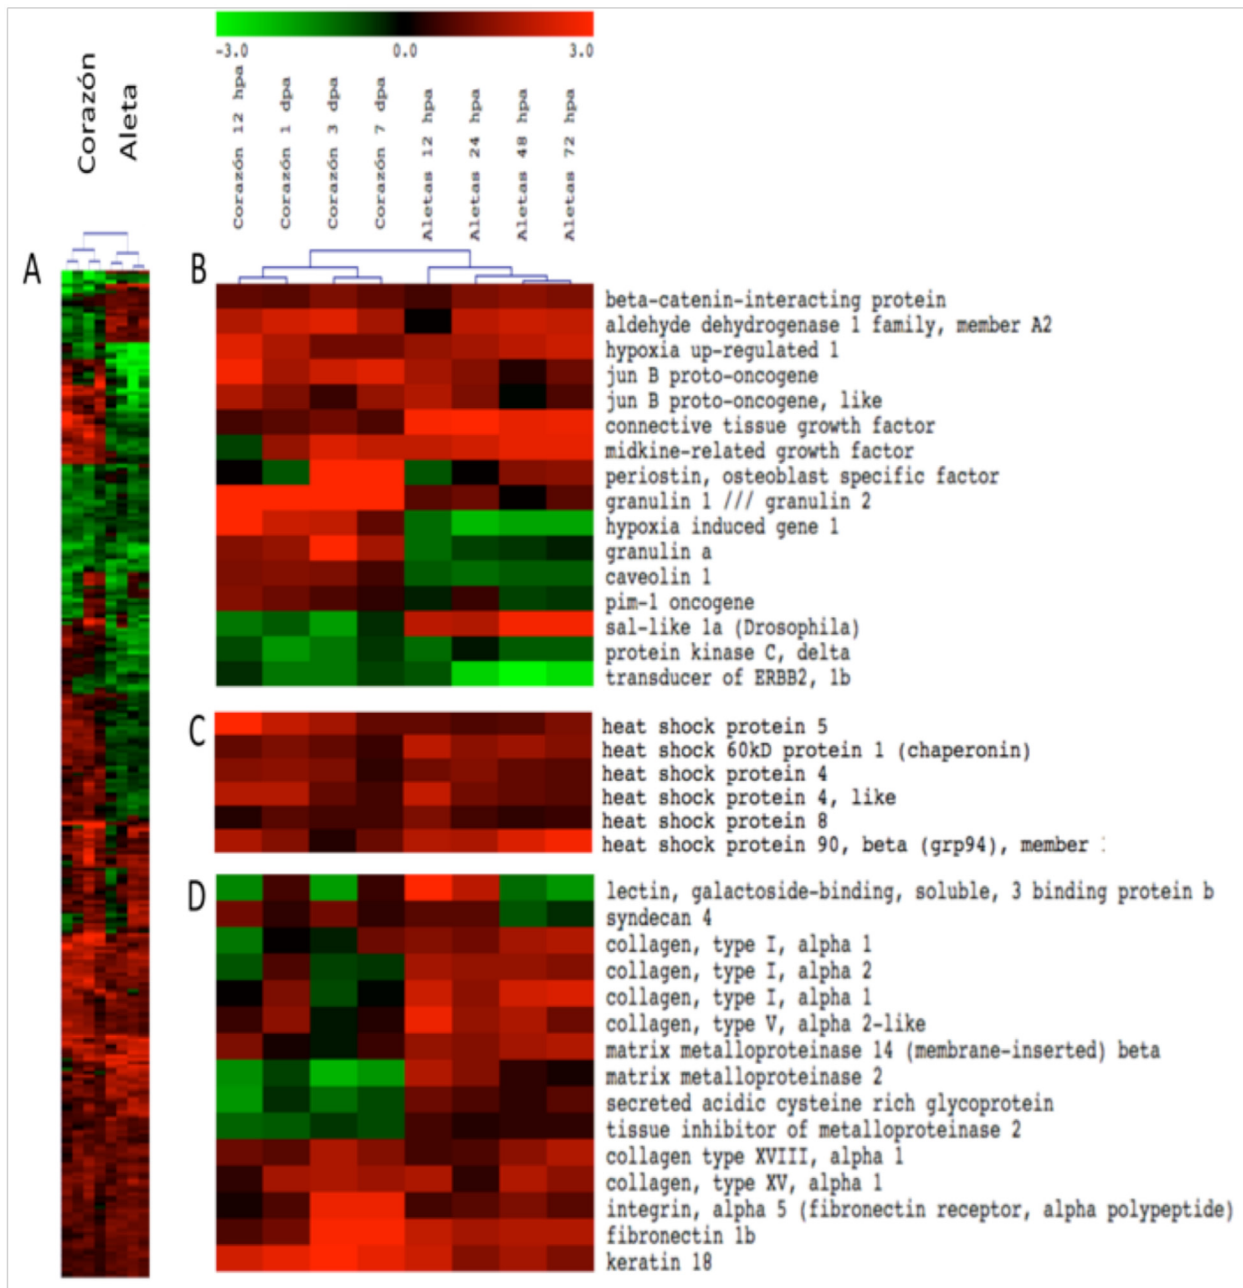 -3.0 0.0 3.0
Corazón
Aleta
Corazón 12 hpa
Corazón 1 dpa
Corazón 3 dpa
Corazón 7 dpa
Aletas 12 hpa
Aletas 24 hpa
Aletas 48 hpa
Aletas 72 hpa
A
B
beta-catenin-interacting protein
aldehyde dehydrogenase 1 family, member A2
hypoxia up-regulated 1
jun B proto-oncogene
jun B proto-oncogene, like
connective tissue growth factor
midkine-related growth factor
periostin, osteoblast specific factor
granulin 1 /// granulin 2
hypoxia induced gene 1
granulin a
caveolin 1
pim-1 oncogene
sal-like 1a (Drosophila)
protein kinase C, delta
transducer of ERBB2, 1b
C
heat shock protein 5
heat shock 60kD protein 1 (chaperonin)
heat shock protein 4
heat shock protein 4, like
heat shock protein 8
heat shock protein 90, beta (grp94), member
D
lectin, galactoside-binding, soluble, 3 binding protein b
syndecan 4
collagen, type I, alpha 1
collagen, type I, alpha 2
collagen, type I, alpha 1
collagen, type V, alpha 2-like
matrix metalloproteinase 14 (membrane-inserted) beta
matrix metalloproteinase 2
secreted acidic cysteine rich glycoprotein
tissue inhibitor of metalloproteinase 2
collagen type XVIII, alpha 1
collagen, type XV, alpha 1
integrin, alpha 5 (fibronectin receptor, alpha polypeptide)
fibronectin 1b
keratin 18